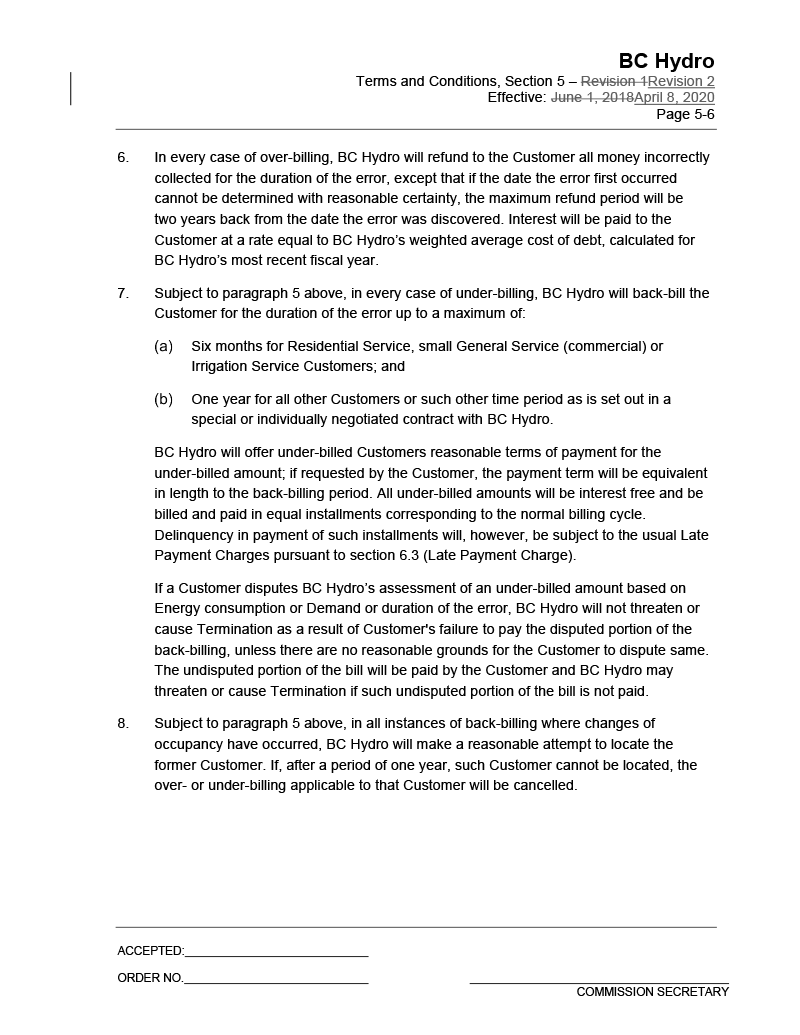 BC Hydro
Terms and Conditions, Section 5 – Revision 1Revision 2
Effective: June 1, 2018April 8, 2020
Page 5-6
6. In every case of over-billing, BC Hydro will refund to the Customer all money incorrectly
collected for the duration of the error, except that if the date the error first occurred
cannot be determined with reasonable certainty, the maximum refund period will be
two years back from the date the error was discovered. Interest will be paid to the
Customer at a rate equal to BC Hydro’s weighted average cost of debt, calculated for
BC Hydro’s most recent fiscal year.
7. Subject to paragraph 5 above, in every case of under-billing, BC Hydro will back-bill the
Customer for the duration of the error up to a maximum of:
(a) Six months for Residential Service, small General Service (commercial) or
Irrigation Service Customers; and
(b) One year for all other Customers or such other time period as is set out in a
special or individually negotiated contract with BC Hydro.
BC Hydro will offer under-billed Customers reasonable terms of payment for the
under-billed amount; if requested by the Customer, the payment term will be equivalent
in length to the back-billing period. All under-billed amounts will be interest free and be
billed and paid in equal installments corresponding to the normal billing cycle.
Delinquency in payment of such installments will, however, be subject to the usual Late
Payment Charges pursuant to section 6.3 (Late Payment Charge).
If a Customer disputes BC Hydro’s assessment of an under-billed amount based on
Energy consumption or Demand or duration of the error, BC Hydro will not threaten or
cause Termination as a result of Customer's failure to pay the disputed portion of the
back-billing, unless there are no reasonable grounds for the Customer to dispute same.
The undisputed portion of the bill will be paid by the Customer and BC Hydro may
threaten or cause Termination if such undisputed portion of the bill is not paid.
8. Subject to paragraph 5 above, in all instances of back-billing where changes of
occupancy have occurred, BC Hydro will make a reasonable attempt to locate the
former Customer. If, after a period of one year, such Customer cannot be located, the
over- or under-billing applicable to that Customer will be cancelled.
ACCEPTED:
ORDER NO.
COMMISSION SECRETARY